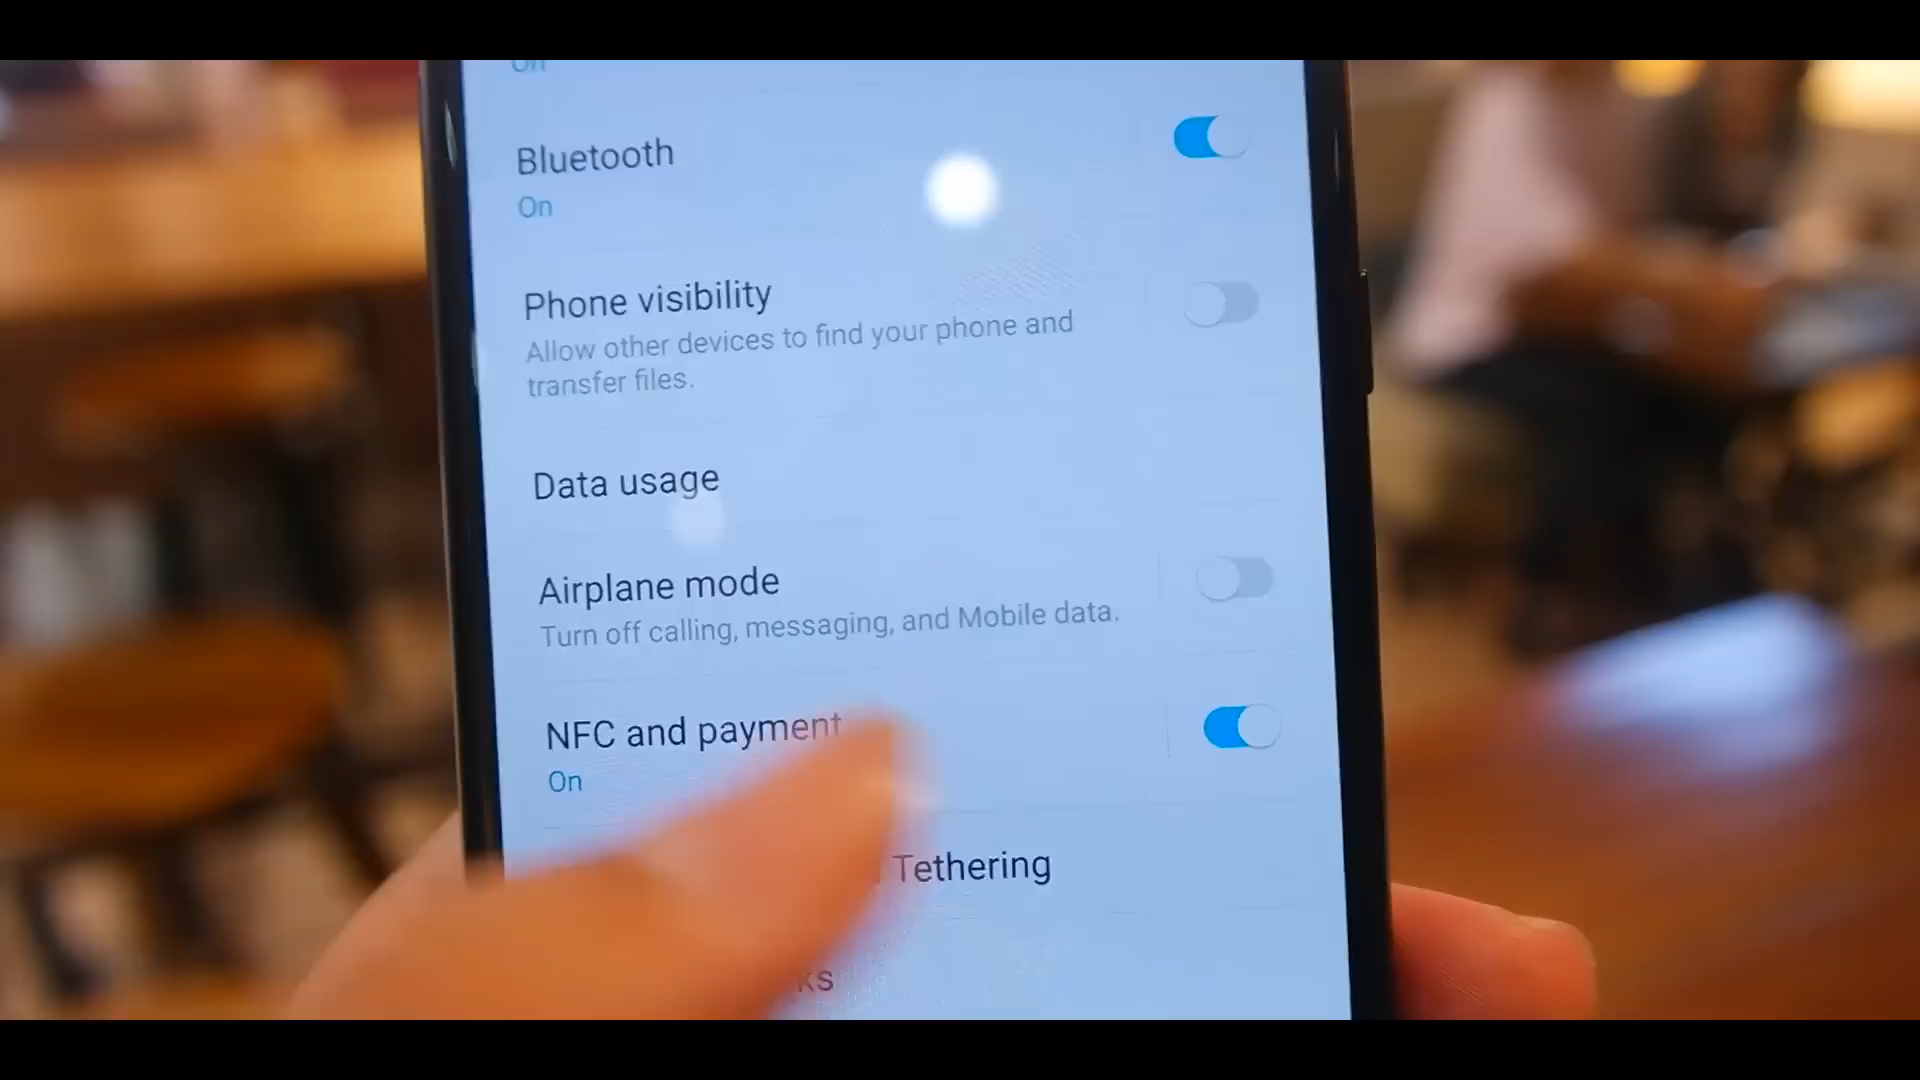 On
Bluetooth
On
Phone visibility
Allow other devices to find your phone and
transfer files.
Data usage
Airplane mode
Turn off calling, messaging, and Mobile data.
NFC and payment
On
Tethering